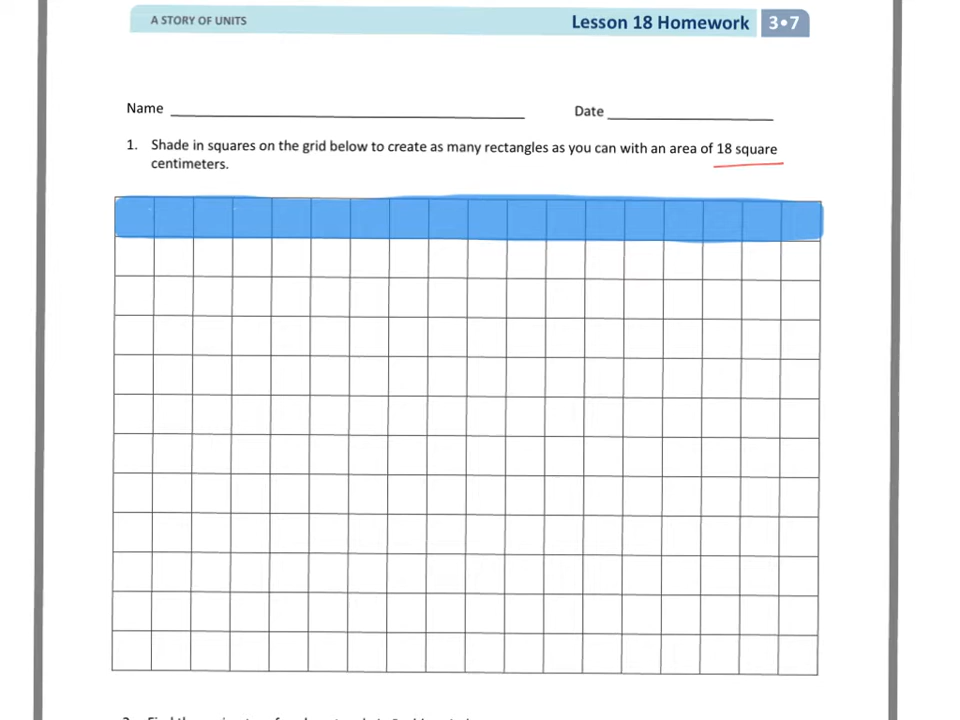 A STORY OF UNITS
Lesson 18 Homework 3•7
Name
Date
1. Shade in squares on the grid below to create as many rectangles as you can with an area of 18 square
centimeters.